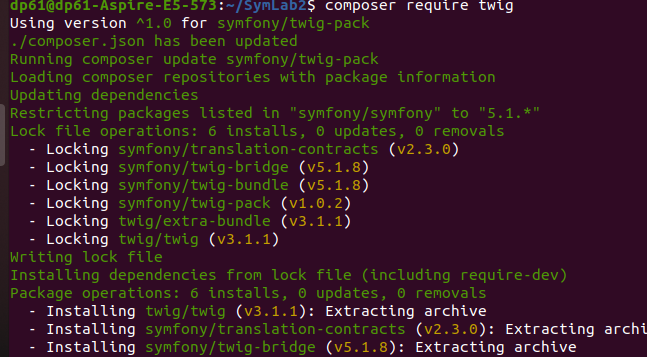 dp61@dp61-Aspire-E5-573:~/SymLab2$ composer require twig
Using version ^1.0 for symfony/twig-pack
./composer.json has been updated
Running composer update symfony/twig-pack
Loading composer repositories with package information
Updating dependencies
Restricting packages listed in "symfony/symfony" to "5.1.*"
Lock file operations: 6 installs, 0 updates, 0 removals
  - Locking symfony/translation-contracts (v2.3.0)
  - Locking symfony/twig-bridge (v5.1.8)
  - Locking symfony/twig-bundle (v5.1.8)
  - Locking symfony/twig-pack (v1.0.2)
  - Locking twig/extra-bundle (v3.1.1)
  - Locking twig/twig (v3.1.1)
Writing lock file
Installing dependencies from lock file (including require-dev)
Package operations: 6 installs, 0 updates, 0 removals
  - Installing twig/twig (v3.1.1): Extracting archive
  - Installing symfony/translation-contracts (v2.3.0): Extracting archi
  - Installing symfony/twig-bridge (v5.1.8): Extracting archive